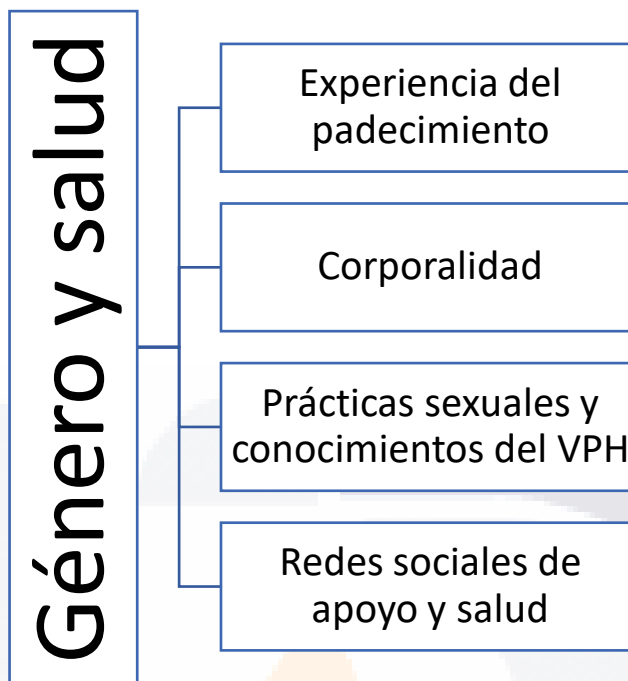 Género y salud
Experiencia del
padecimiento
Corporalidad
Prácticas sexuales y
conocimientos del VPH
Redes sociales de
apoyo y salud